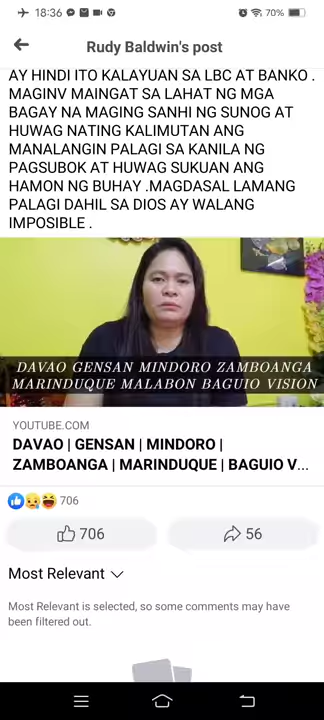 18:36
70%
Rudy Baldwin's post
AY HINDI ITO KALAYUAN SA LBC AT BANKO .
MAGINV MAINGAT SA LAHAT NG MGA
BAGAY NA MAGING SANHI NG SUNOG AT
HUWAG NATING KALIMUTAN ANG
MANALANGIN PALAGI SA KANILA NG
PAGSUBOK AT HUWAG SUKUAN ANG
HAMON NG BUHAY .MAGDASAL LAMANG
PALAGI DAHIL SA DIOS AY WALANG
IMPOSIBLE .
DAVAO GENSAN MINDORO ZAMBOANGA
MARINDUQUE MALABON BAGUIO VISION
YOUTUBE.COM
DAVAO | GENSAN | MINDORO |
ZAMBOANGA | MARINDUQUE | BAGUIO V...
706
706
56
Most Relevant
Most Relevant is selected, so some comments may have
been filtered out.